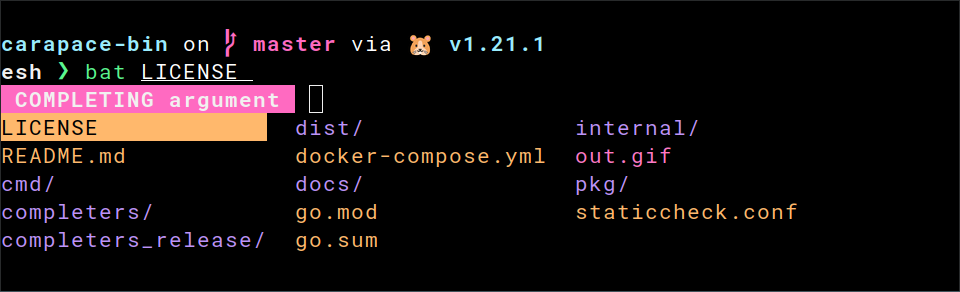 carapace-bin on master via 🐹 v1.21.1
esh ❯ bat LICENSE
COMPLETING argument
LICENSE dist/ internal/
README.md docker-compose.yml out.gif
cmd/ docs/ pkg/
completers/ go.mod staticcheck.conf
completers_release/ go.sum